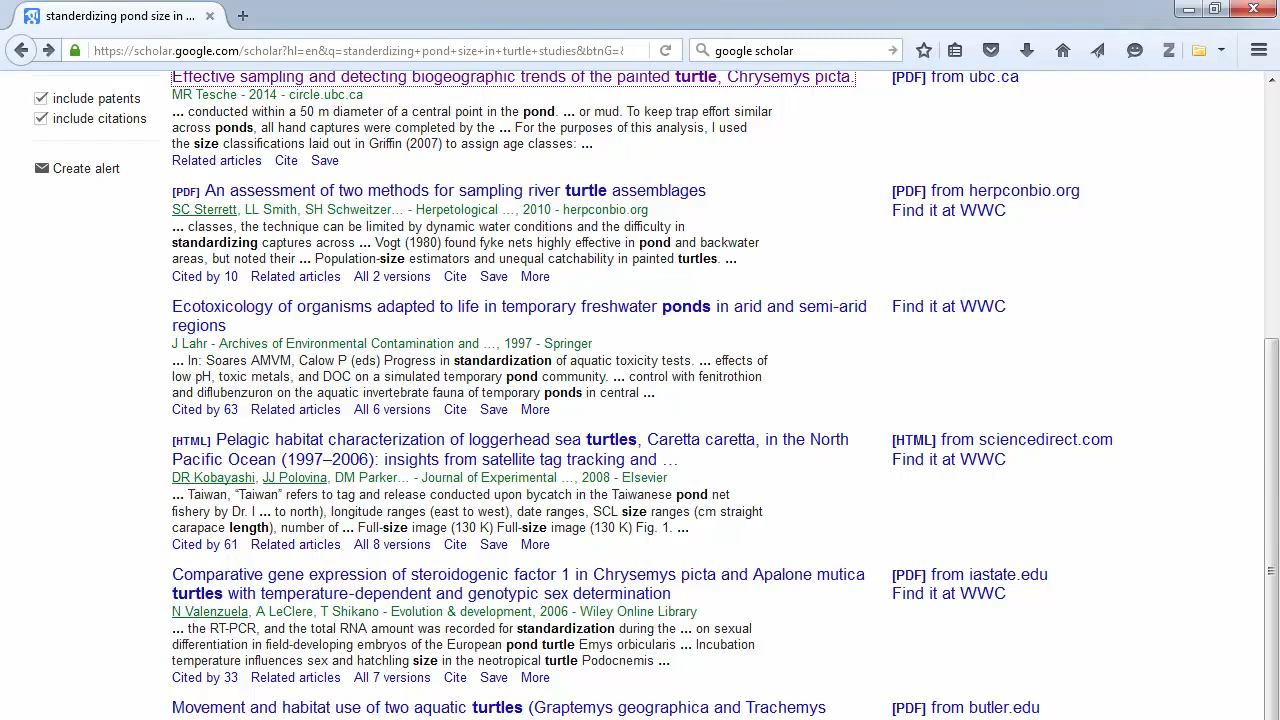 standerdizing pond size in ...
https://scholar.google.com/scholar?hl=en&q=standerdizing+pond+size+in+turtle+studies&btnG=&
google scholar
include patents
include citations
Create alert
Effective sampling and detecting biogeographic trends of the painted turtle, Chrysemys picta.
[PDF] from ubc.ca
MR Tesche - 2014 - circle.ubc.ca
... conducted within a 50 m diameter of a central point in the pond. ... or mud. To keep trap effort similar
across ponds, all hand captures were completed by the ... For the purposes of this analysis, I used
the size classifications laid out in Griffin (2007) to assign age classes: ...
Related articles Cite Save
[PDF] An assessment of two methods for sampling river turtle assemblages
[PDF] from herpconbio.org
SC Sterrett, LL Smith, SH Schweitzer... - Herpetological ..., 2010 - herpconbio.org
Find it at WWC
... classes, the technique can be limited by dynamic water conditions and the difficulty in
standardizing captures across ... Vogt (1980) found fyke nets highly effective in pond and backwater
areas, but noted their ... Population-size estimators and unequal catchability in painted turtles. ...
Cited by 10 Related articles All 2 versions Cite Save More
Ecotoxicology of organisms adapted to life in temporary freshwater ponds in arid and semi-arid
regions
Find it at WWC
J Lahr - Archives of Environmental Contamination and ..., 1997 - Springer
... In: Soares AMVM, Calow P (eds) Progress in standardization of aquatic toxicity tests. ... effects of
low pH, toxic metals, and DOC on a simulated temporary pond community. ... control with fenitrothion
and diflubenzuron on the aquatic invertebrate fauna of temporary ponds in central ...
Cited by 63 Related articles All 6 versions Cite Save More
[HTML] Pelagic habitat characterization of loggerhead sea turtles, Caretta caretta, in the North
Pacific Ocean (1997–2006): insights from satellite tag tracking and …
[HTML] from sciencedirect.com
Find it at WWC
DR Kobayashi, JJ Polovina, DM Parker... - Journal of Experimental ..., 2008 - Elsevier
... Taiwan, “Taiwan” refers to tag and release conducted upon bycatch in the Taiwanese pond net
fishery by Dr. I ... to north), longitude ranges (east to west), date ranges, SCL size ranges (cm straight
carapace length), number of ... Full-size image (130 K) Full-size image (130 K) Fig. 1. ...
Cited by 61 Related articles All 8 versions Cite Save More
Comparative gene expression of steroidogenic factor 1 in Chrysemys picta and Apalone mutica
turtles with temperature-dependent and genotypic sex determination
[PDF] from iastate.edu
Find it at WWC
N Valenzuela, A LeClere, T Shikano - Evolution & development, 2006 - Wiley Online Library
... the RT-PCR, and the total RNA amount was recorded for standardization during the ... on sexual
differentiation in field-developing embryos of the European pond turtle Emys orbicularis ... Incubation
temperature influences sex and hatchling size in the neotropical turtle Podocnemis ...
Cited by 33 Related articles All 7 versions Cite Save More
Movement and habitat use of two aquatic turtles (Graptemys geographica and Trachemys
[PDF] from butler.edu